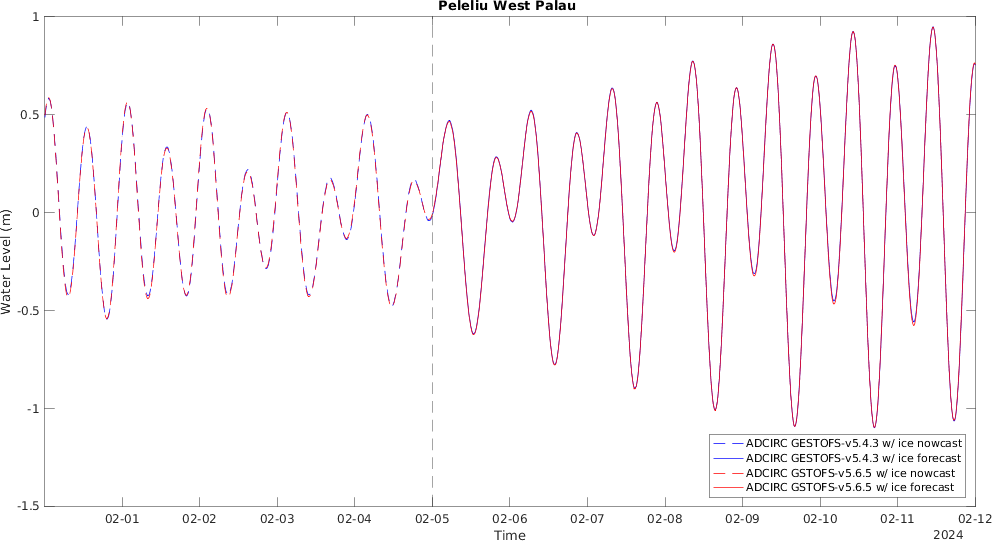 Peleliu West Palau
1
0.5
0
-0.5
-1
-1.5
Water Level (m)
ADCIRC GESTOFS-v5.4.3 w/ ice nowcast
ADCIRC GESTOFS-v5.4.3 w/ ice forecast
ADCIRC GSTOFS-v5.6.5 w/ ice nowcast
ADCIRC GSTOFS-v5.6.5 w/ ice forecast
02-01 02-02 02-03 02-04 02-05 02-06 02-07 02-08 02-09 02-10 02-11 02-12
Time
2024